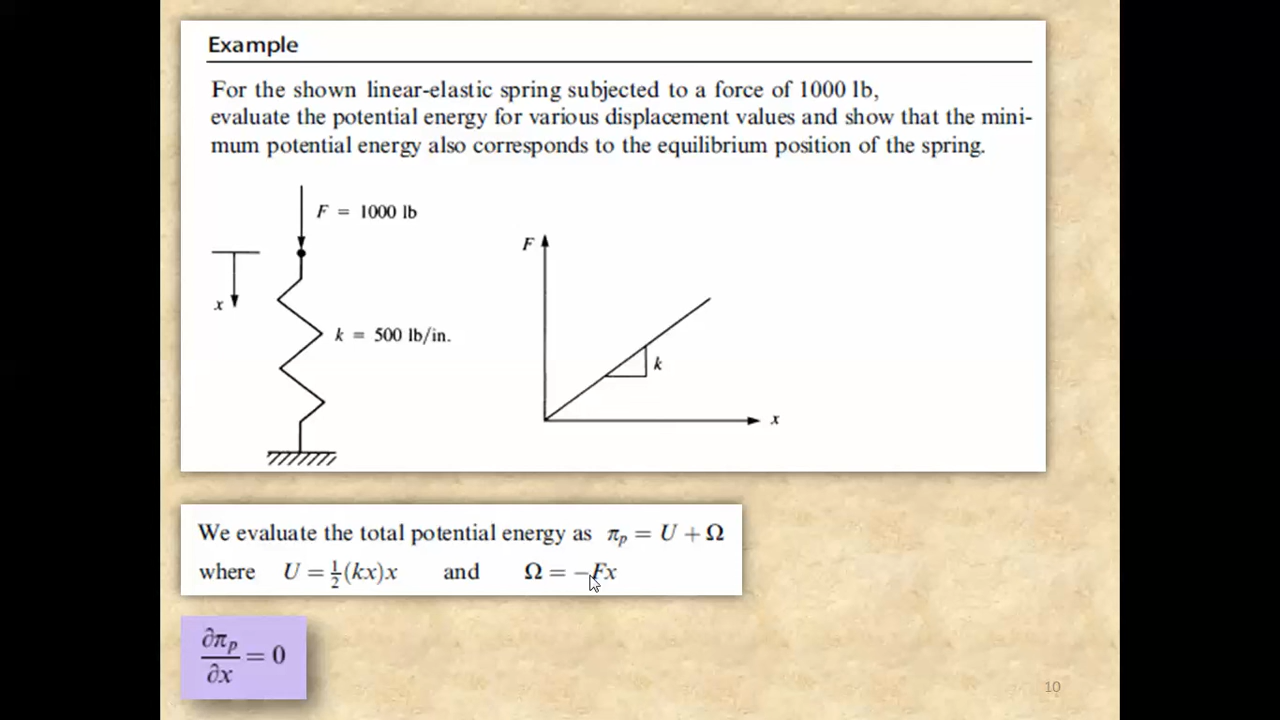 Example
For the shown linear-elastic spring subjected to a force of 1000 lb,
evaluate the potential energy for various displacement values and show that the mini-
mum potential energy also corresponds to the equilibrium position of the spring.
F = 1000 lb
x
k = 500 lb/in.
F
k
x
We evaluate the total potential energy as πₚ = U + Ω
where U = ½(kx)x and Ω = −Fx
∂πₚ/∂x = 0
10